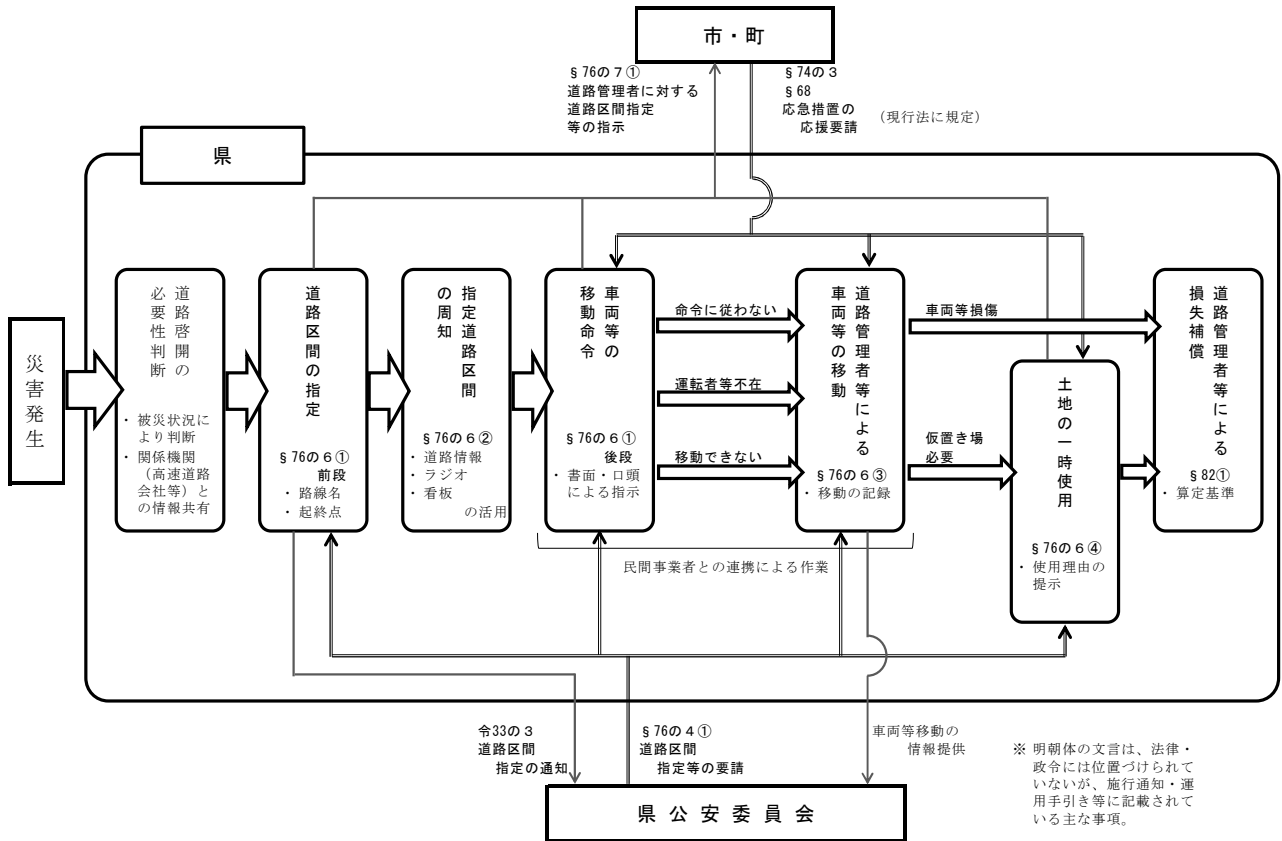 市・町
§76の7①
道路管理者に対する
道路区間指定
等の指示
§74の3
§68
応急措置の
応援要請
(現行法に規定)
県
災害発生
道路啓開の
必要性判断
・ 被災状況に
より判断
・ 関係機関
(高速道路
会社等)と
の情報共有
道路区間の指定
§76の6①
前段
・ 路線名
・ 起終点
指定道路区間
の周知
§76の6②
・ 道路情報
・ ラジオ
・ 看板
の活用
車両等の
移動命令
§76の6①
後段
・ 書面・口頭
による指示
命令に従わない
運転者等不在
移動できない
道路管理者等による
車両等の移動
§76の6③
・ 移動の記録
車両等損傷
仮置き場
必要
土地の一時使用
§76の6④
・ 使用理由の
提示
道路管理者等による
損失補償
§82①
・ 算定基準
民間事業者との連携による作業
令33の3
道路区間
指定の通知
§76の4①
道路区間
指定等の要請
車両等移動の
情報提供
県公安委員会
※ 明朝体の文言は、法律・
政令には位置づけられて
いないが、施行通知・運
用手引き等に記載されて
いる主な事項。